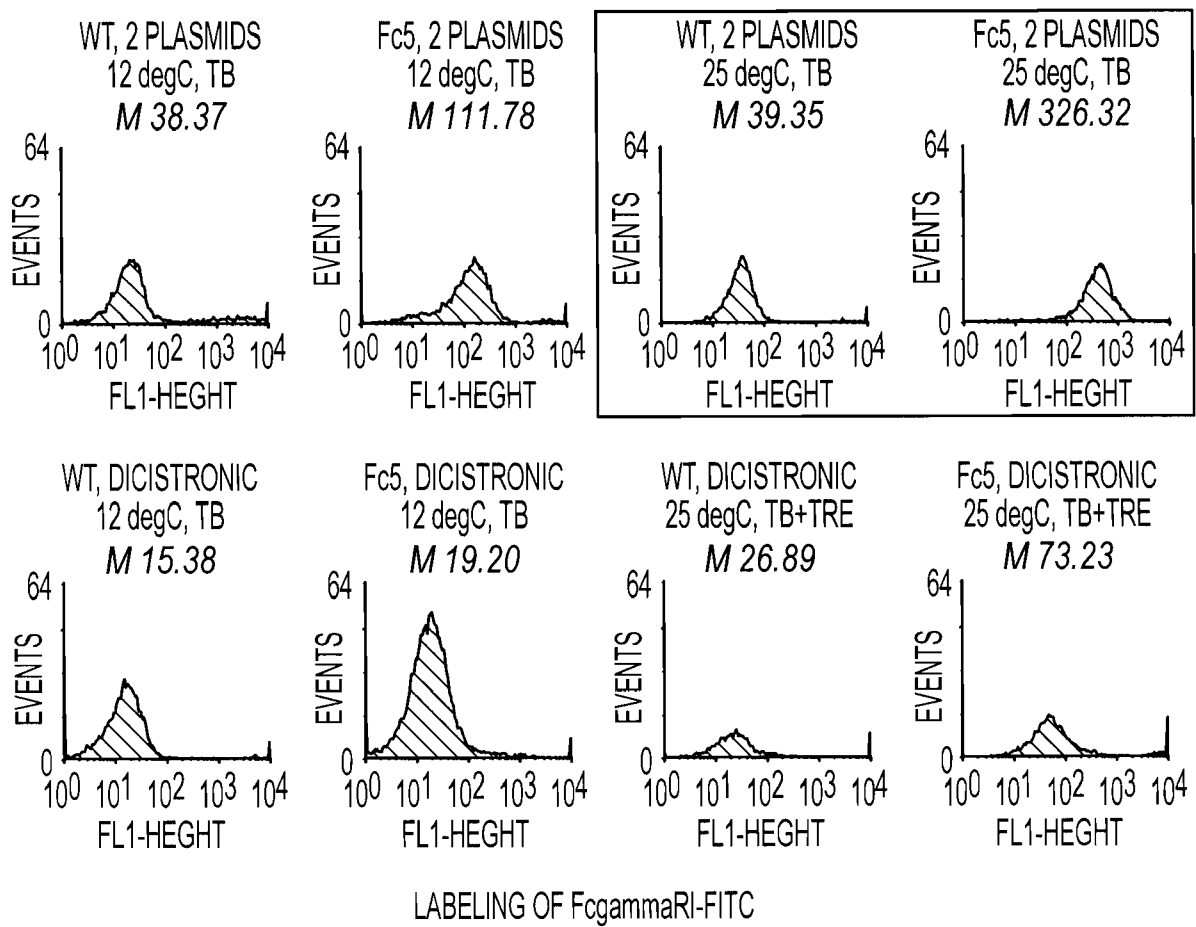 WT, 2 PLASMIDS
12 degC, TB
M 38.37
64
EVENTS
0
10^0 10^1 10^2 10^3 10^4
FL1-HEGHT
Fc5, 2 PLASMIDS
12 degC, TB
M 111.78
64
EVENTS
0
10^0 10^1 10^2 10^3 10^4
FL1-HEGHT
WT, 2 PLASMIDS
25 degC, TB
M 39.35
64
EVENTS
0
10^0 10^1 10^2 10^3 10^4
FL1-HEGHT
Fc5, 2 PLASMIDS
25 degC, TB
M 326.32
64
EVENTS
0
10^0 10^1 10^2 10^3 10^4
FL1-HEGHT
WT, DICISTRONIC
12 degC, TB
M 15.38
64
EVENTS
0
10^0 10^1 10^2 10^3 10^4
FL1-HEGHT
Fc5, DICISTRONIC
12 degC, TB
M 19.20
64
EVENTS
0
10^0 10^1 10^2 10^3 10^4
FL1-HEGHT
WT, DICISTRONIC
25 degC, TB+TRE
M 26.89
64
EVENTS
0
10^0 10^1 10^2 10^3 10^4
FL1-HEGHT
Fc5, DICISTRONIC
25 degC, TB+TRE
M 73.23
64
EVENTS
0
10^0 10^1 10^2 10^3 10^4
FL1-HEGHT
LABELING OF FcgammaRI-FITC